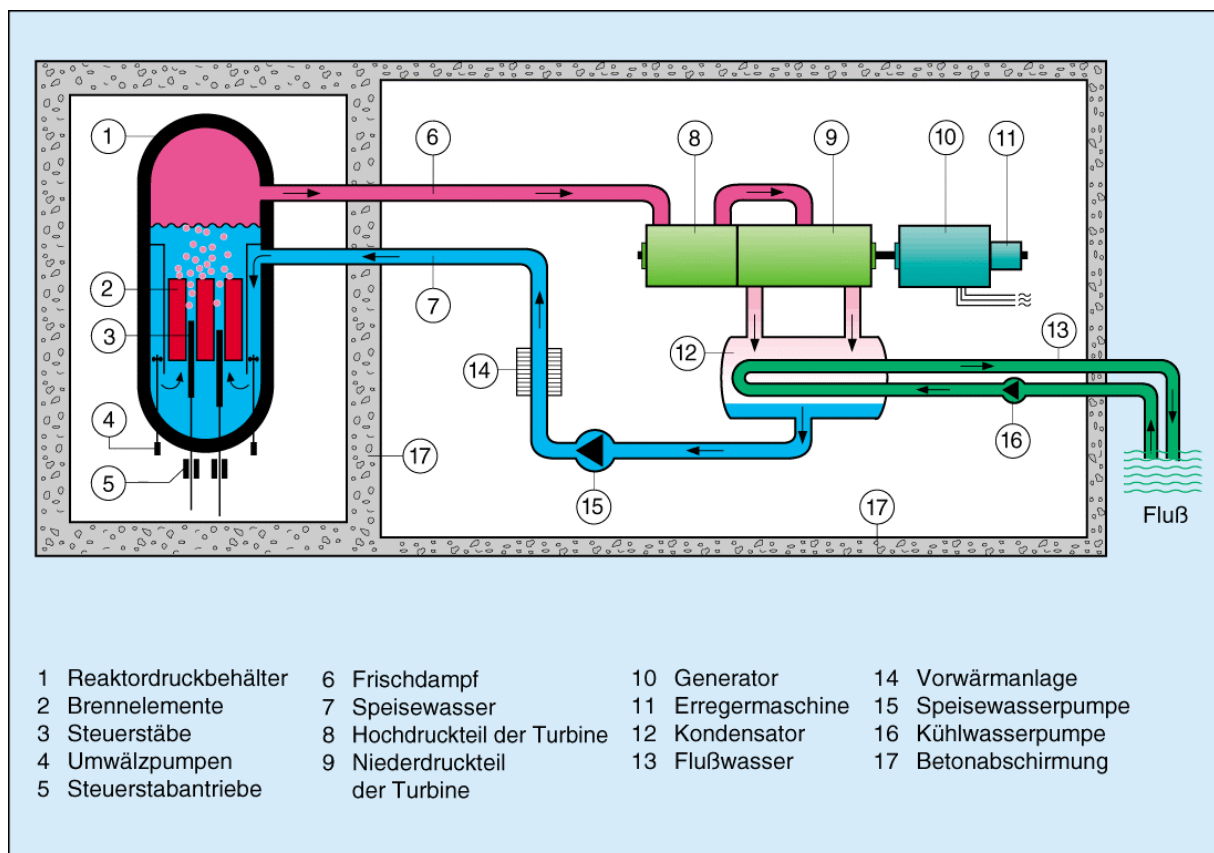 1
6
8
9
10
11
2
7
3
13
12
14
4
16
17
5
15
17
Fluß
1 Reaktordruckbehälter
2 Brennelemente
3 Steuerstäbe
4 Umwälzpumpen
5 Steuerstabantriebe
6 Frischdampf
7 Speisewasser
8 Hochdruckteil der Turbine
9 Niederdruckteil
der Turbine
10 Generator
11 Erregermaschine
12 Kondensator
13 Flußwasser
14 Vorwärmanlage
15 Speisewasserpumpe
16 Kühlwasserpumpe
17 Betonabschirmung